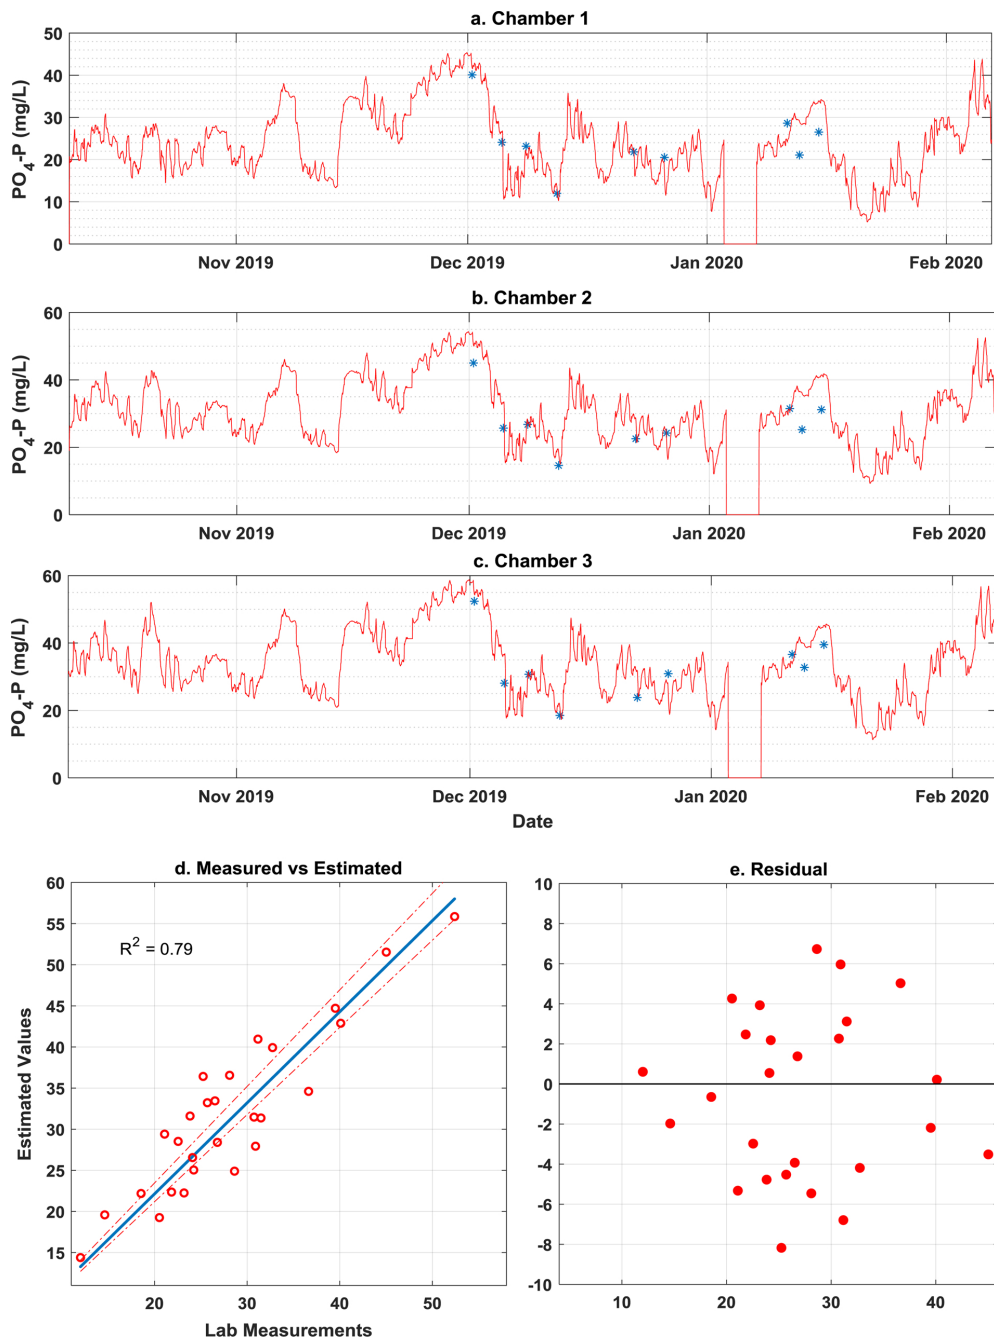 a. Chamber 1
PO4-P (mg/L)
50
40
30
20
10
0
Nov 2019 Dec 2019 Jan 2020 Feb 2020
b. Chamber 2
PO4-P (mg/L)
60
40
20
0
Nov 2019 Dec 2019 Jan 2020 Feb 2020
c. Chamber 3
PO4-P (mg/L)
60
40
20
0
Nov 2019 Dec 2019 Jan 2020 Feb 2020
Date
d. Measured vs Estimated
R2 = 0.79
Estimated Values
60
55
50
45
40
35
30
25
20
15
20 30 40 50
Lab Measurements
e. Residual
10
8
6
4
2
0
-2
-4
-6
-8
-10
10 20 30 40